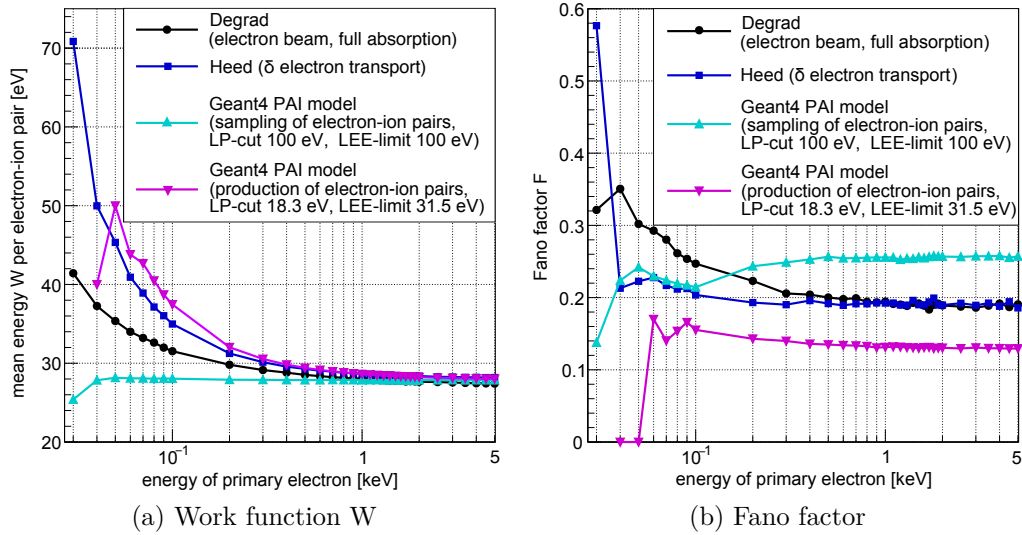 mean energy W per electron-ion pair [eV]
70
60
50
40
30
20
Degrad
(electron beam, full absorption)
Heed (δ electron transport)
Geant4 PAI model
(sampling of electron-ion pairs,
LP-cut 100 eV, LEE-limit 100 eV)
Geant4 PAI model
(production of electron-ion pairs,
LP-cut 18.3 eV, LEE-limit 31.5 eV)
10⁻¹ 1 5
energy of primary electron [keV]
(a) Work function W
Fano factor F
0.6
0.5
0.4
0.3
0.2
0.1
0
Degrad
(electron beam, full absorption)
Heed (δ electron transport)
Geant4 PAI model
(sampling of electron-ion pairs,
LP-cut 100 eV, LEE-limit 100 eV)
Geant4 PAI model
(production of electron-ion pairs,
LP-cut 18.3 eV, LEE-limit 31.5 eV)
10⁻¹ 1 5
energy of primary electron [keV]
(b) Fano factor